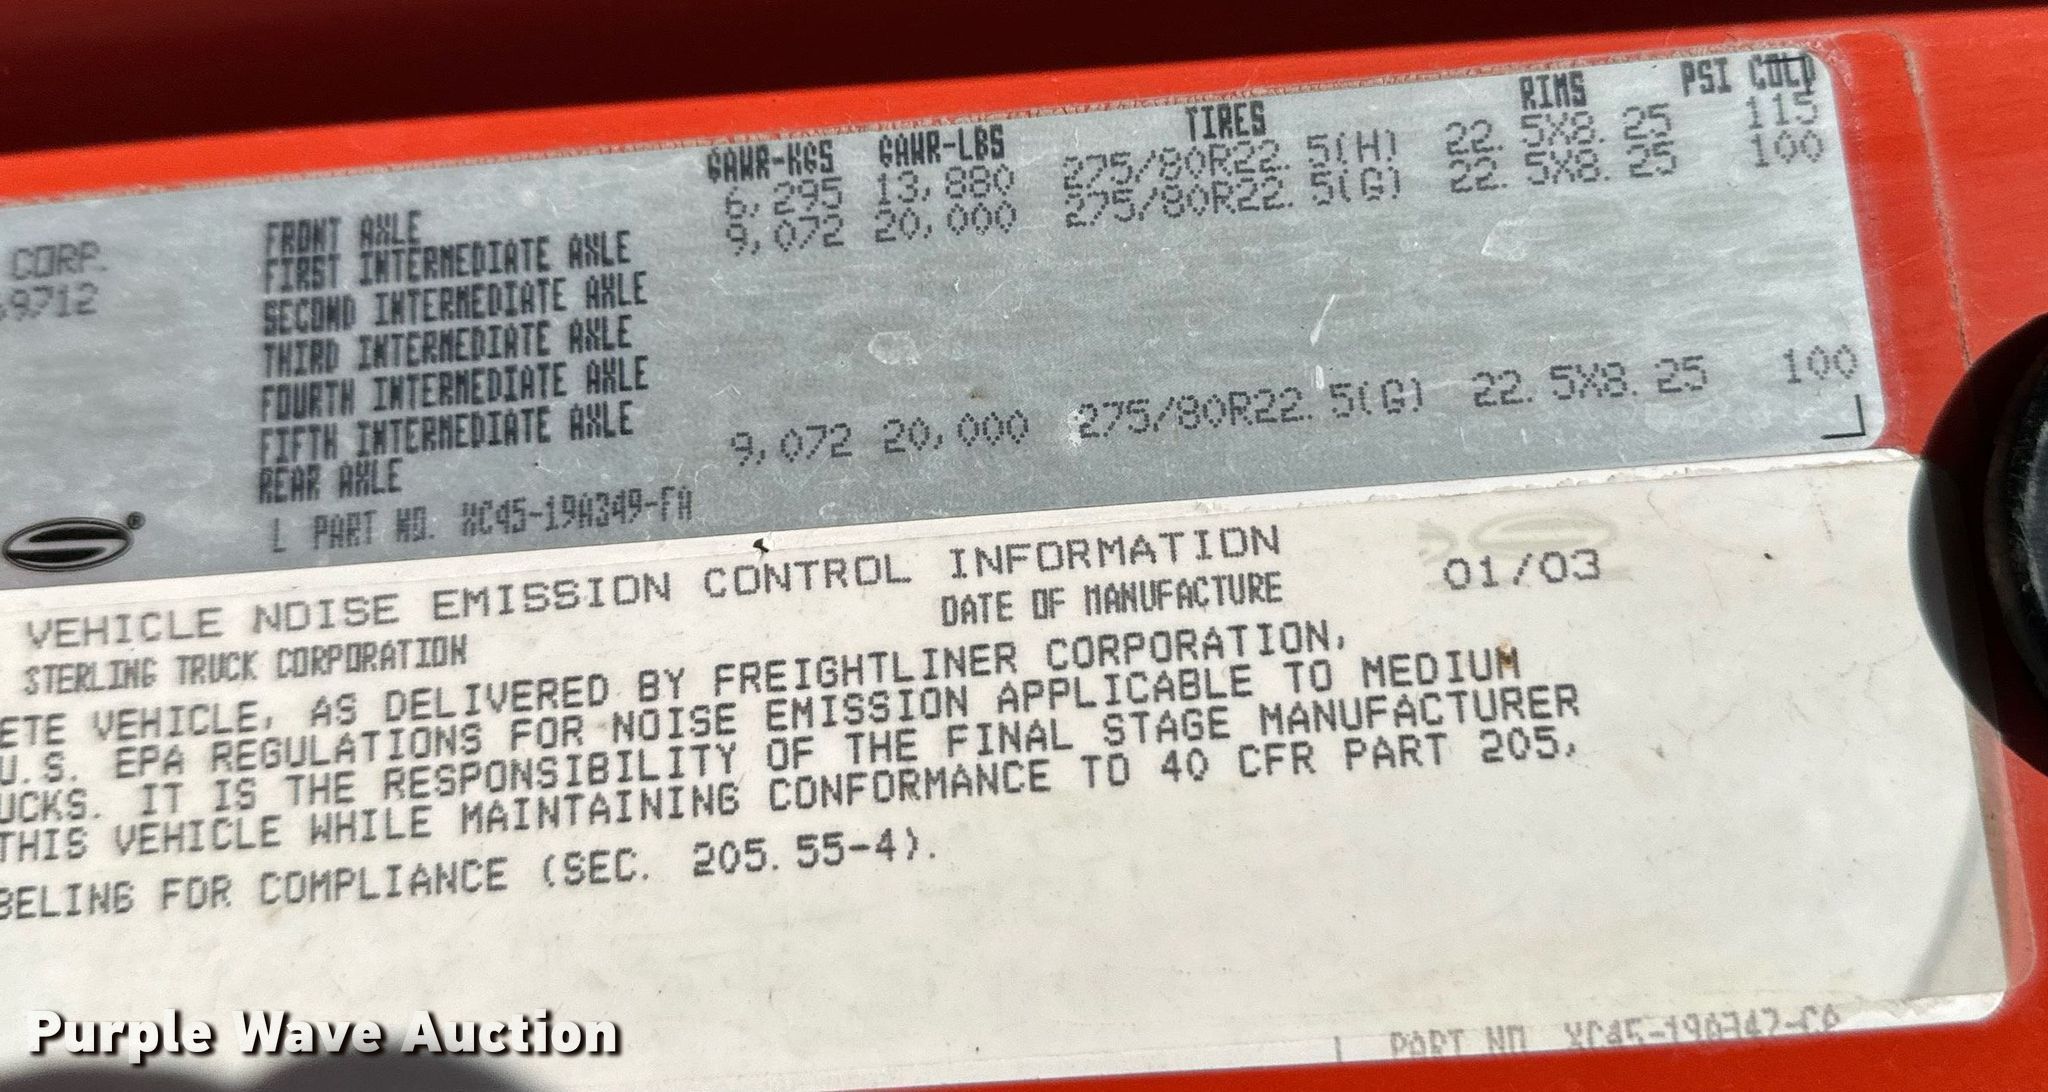 GAWR-KGS GAWR-LBS TIRES RIMS PSI COLD
CORP. FRONT AXLE 6,295 13,880 275/80R22.5(H) 22.5X8.25 115
FIRST INTERMEDIATE AXLE 9,072 20,000 275/80R22.5(G) 22.5X8.25 100
9712 SECOND INTERMEDIATE AXLE
THIRD INTERMEDIATE AXLE
FOURTH INTERMEDIATE AXLE
FIFTH INTERMEDIATE AXLE
REAR AXLE 9,072 20,000 275/80R22.5(G) 22.5X8.25 100
PART NO. XC45-19A349-FA
VEHICLE NOISE EMISSION CONTROL INFORMATION
STERLING TRUCK CORPORATION DATE OF MANUFACTURE 01/03
ETE VEHICLE, AS DELIVERED BY FREIGHTLINER CORPORATION,
U.S. EPA REGULATIONS FOR NOISE EMISSION APPLICABLE TO MEDIUM
UCKS. IT IS THE RESPONSIBILITY OF THE FINAL STAGE MANUFACTURER
THIS VEHICLE WHILE MAINTAINING CONFORMANCE TO 40 CFR PART 205,
BELING FOR COMPLIANCE (SEC. 205.55-4).
PART NO.
Purple Wave Auction